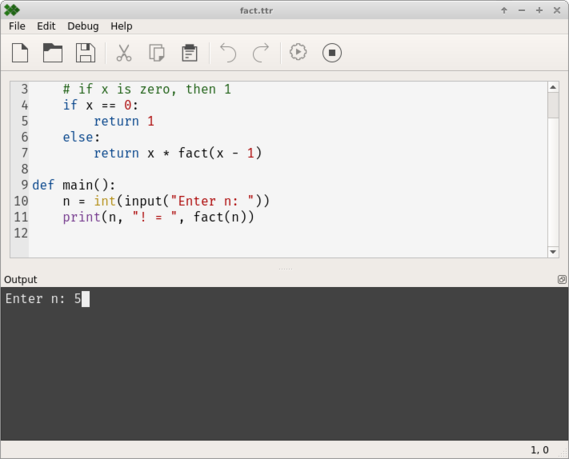 fact.ttr
File Edit Debug Help
3 # if x is zero, then 1
4 if x == 0:
5 return 1
6 else:
7 return x * fact(x - 1)
8
9 def main():
10 n = int(input("Enter n: "))
11 print(n, "! = ", fact(n))
12
Output
Enter n: 5
1, 0